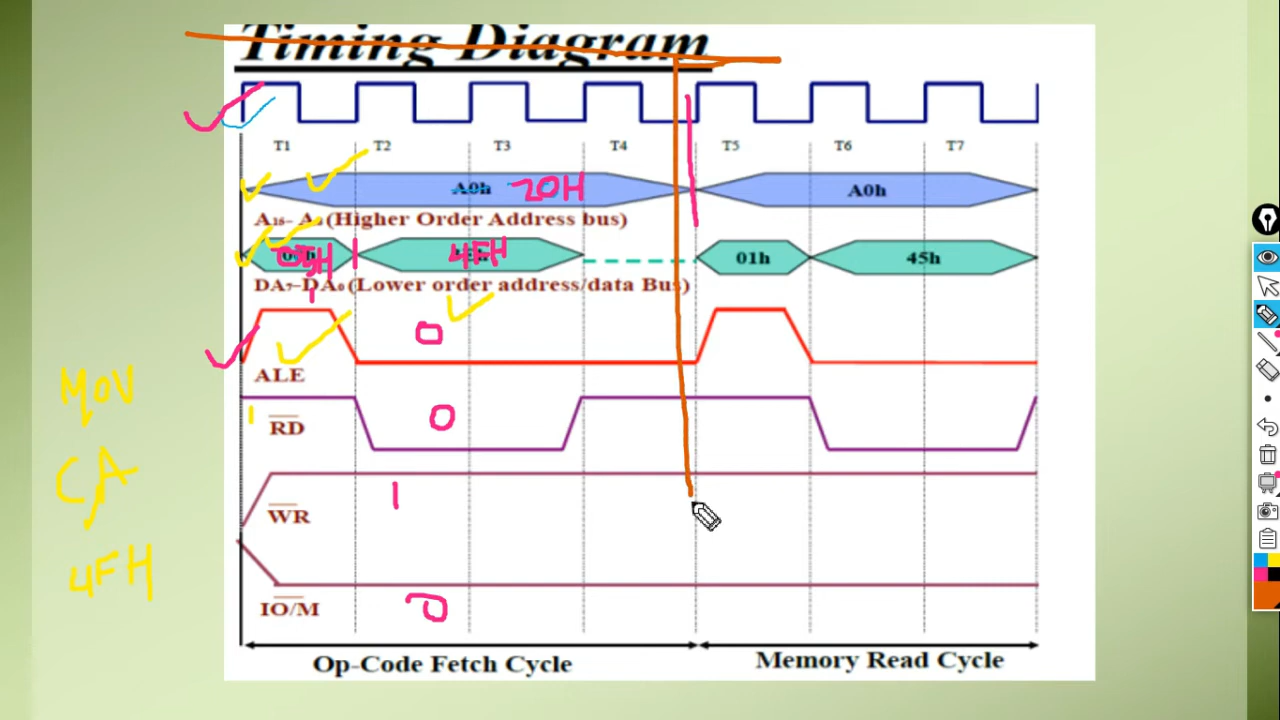 Timing Diagram
T1 T2 T3 T4 T5 T6 T7
A0h 20H A0h
A15– A8(Higher Order Address bus)
05H 4FH 01h 45h
DA7–DA0(Lower order address/data Bus)
1
0
ALE
MOV
1 0
RD
C,A
1
WR
4FH
0
IO/M
Op-Code Fetch Cycle Memory Read Cycle